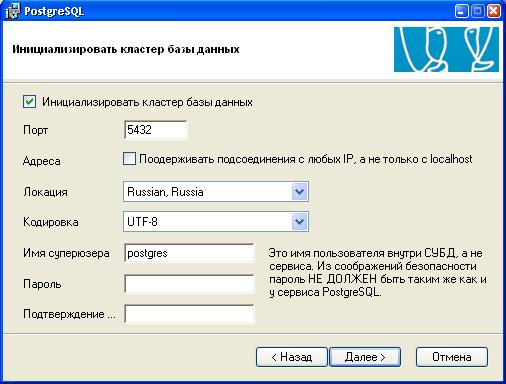 PostgreSQL
Инициализировать кластер базы данных
Инициализировать кластер базы данных
Порт 5432
Адреса Поодерживать подсоединения с любых IP, а не только с localhost
Локация Russian, Russia
Кодировка UTF-8
Имя суперюзера postgres
Это имя пользователя внутри СУБД, а не
сервиса. Из соображений безопасности
пароль НЕ ДОЛЖЕН быть таким же как и
у сервиса PostgreSQL.
Пароль
Подтверждение ...
< Назад Далее > Отмена